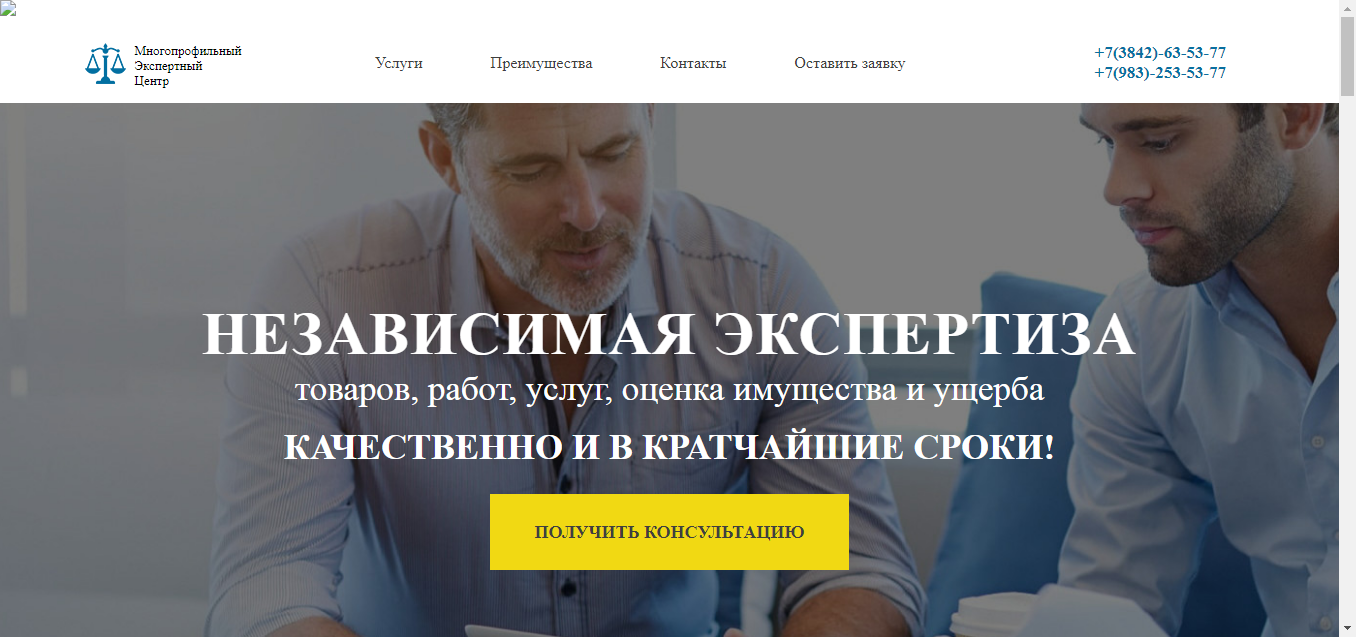 Многопрофильный
Экспертный
Центр
Услуги
Преимущества
Контакты
Оставить заявку
+7(3842)-63-53-77
+7(983)-253-53-77
НЕЗАВИСИМАЯ ЭКСПЕРТИЗА
товаров, работ, услуг, оценка имущества и ущерба
КАЧЕСТВЕННО И В КРАТЧАЙШИЕ СРОКИ!
ПОЛУЧИТЬ КОНСУЛЬТАЦИЮ